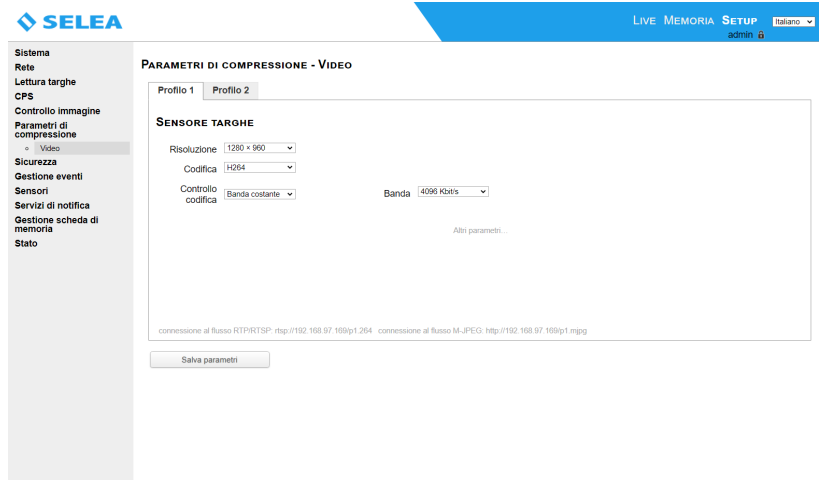 SELEA
LIVE MEMORIA SETUP Italiano
admin
Sistema
Rete
Lettura targhe
CPS
Controllo immagine
Parametri di
compressione
Video
Sicurezza
Gestione eventi
Sensori
Servizi di notifica
Gestione scheda di
memoria
Stato
PARAMETRI DI COMPRESSIONE - VIDEO
Profilo 1 Profilo 2
SENSORE TARGHE
Risoluzione 1280 × 960
Codifica H264
Controllo
codifica Banda costante Banda 4096 Kbit/s
Altri parametri...
connessione al flusso RTP/RTSP: rtsp://192.168.97.169/p1.264 connessione al flusso M-JPEG: http://192.168.97.169/p1.mjpg
Salva parametri